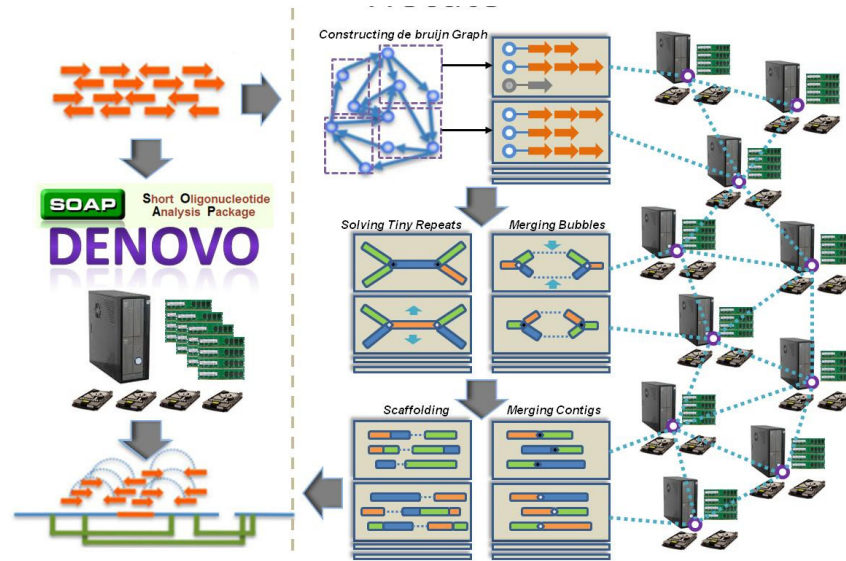 Constructing de bruijn Graph
SOAP
Short Oligonucleotide
Analysis Package
DENOVO
Solving Tiny Repeats
Merging Bubbles
Scaffolding
Merging Contigs